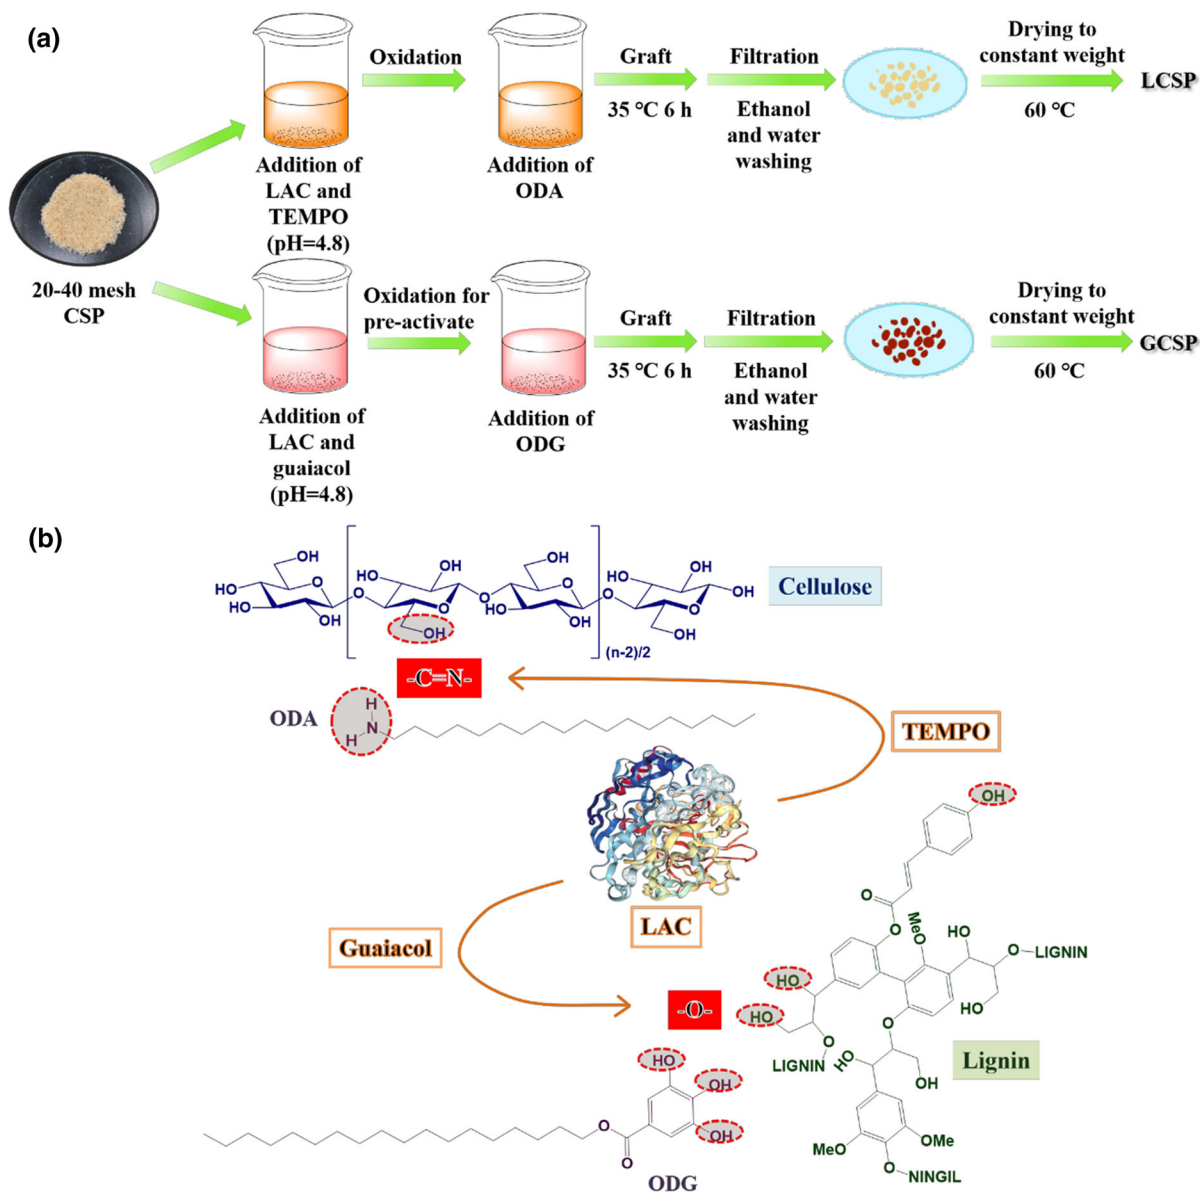 (a)
Oxidation
Addition of
LAC and
TEMPO
(pH=4.8)
Addition of
ODA
Graft
35 °C 6 h
Filtration
Ethanol
and water
washing
Drying to
constant weight
60 °C
LCSP
20-40 mesh
CSP
Oxidation for
pre-activate
Addition of
LAC and
guaiacol
(pH=4.8)
Addition of
ODG
Graft
35 °C 6 h
Filtration
Ethanol
and water
washing
Drying to
constant weight
60 °C
GCSP
(b)
OH
HO
HO
O
OH
O
HO
OH
O
OH
O
HO
OH
O
OH
O
HO
OH
O
OH
OH
(n-2)/2
Cellulose
-C=N-
ODA
H
N
H
TEMPO
LAC
Guaiacol
-O-
OH
O
O
MeO
HO
O
LIGNIN
HO
HO
HO
O
LIGNIN
O
HO
OH
MeO
OMe
O
NINGIL
Lignin
HO
OH
OH
O
O
ODG